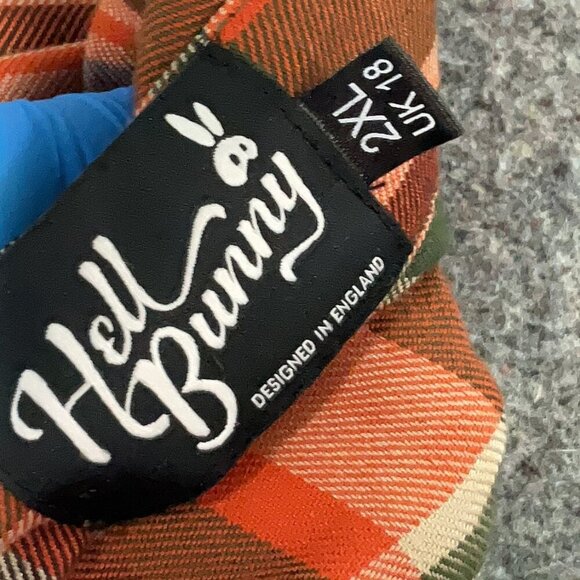 Hell
Bunny
DESIGNED IN ENGLAND
2XL
UK 18